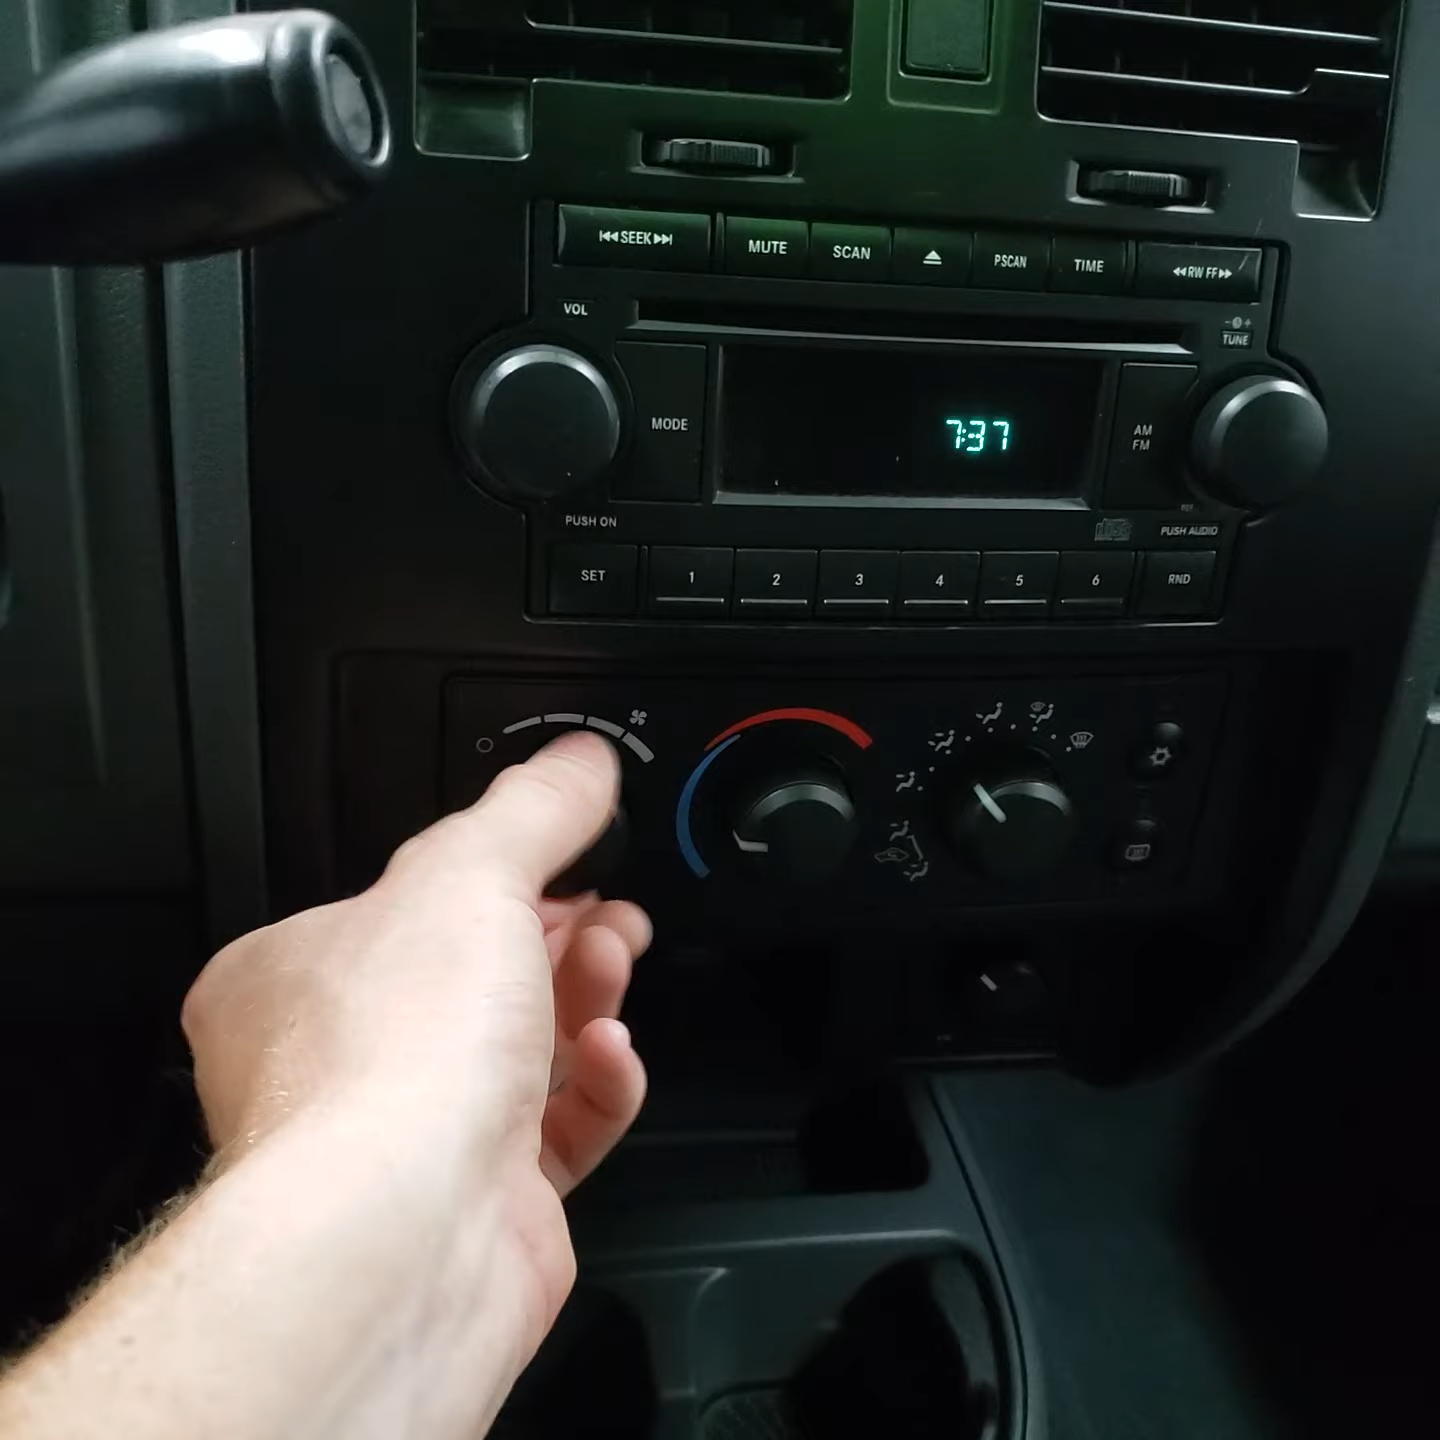 SEEK
MUTE
SCAN
PSCAN
TIME
RW FF
VOL
TUNE
MODE
7:37
AM
FM
PUSH ON
disc
PUSH AUDIO
SET
1
2
3
4
5
6
RND